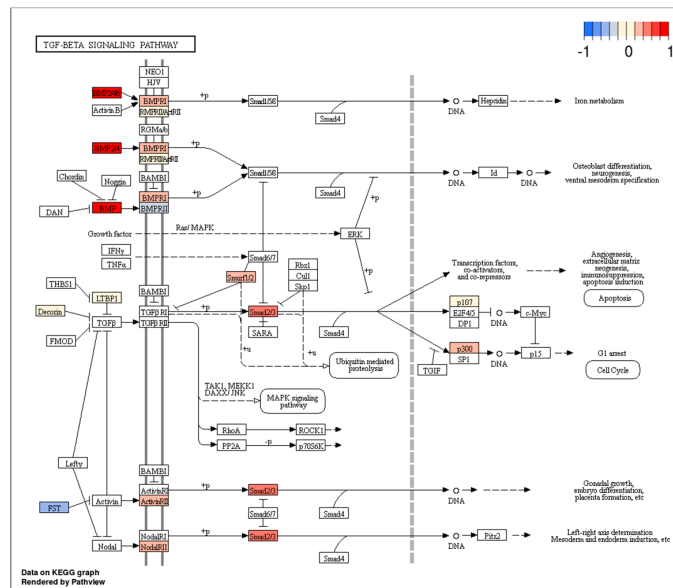 TGF-BETA SIGNALING PATHWAY
-1 0 1
NEO1
HJV
BMP2/4/6
BMPRI
+p
Smad1/5/8
Hepcidin
Iron metabolism
Activin B
Smad4
DNA
RGMa/b
BMP2/4
BMPRI
+p
BAMBI
Smad1/5/8
Id
Osteoblast differentiation,
neurogenesis,
ventral mesoderm specification
Chordin
Noggin
Smad4
DNA
DNA
BMPRI
+p
+p
DAN
BMP
BMPRII
Growth factor
Ras/ MAPK
ERK
IFNγ
TNFα
Smad6/7
Rbx1
Cul1
Skp1
+p
Smurf1/2
Transcription factors,
co-activators,
and co-repressors
Angiogenesis,
extracellular matrix
neogenesis,
immunosuppression,
apoptosis induction
THBS1
BAMBI
LTBP1
p107
Apoptosis
Decorin
TGFβ RI
+p
Smad2/3
E2F4/5
c-Myc
TGFβ
TGFβ RII
SARA
Smad4
DP1
DNA
FMOD
+u
+u
p300
SP1
p15
G1 arrest
Ubiquitin mediated
proteolysis
TGIF
DNA
Cell Cycle
TAK1, MEKK1
DAXX/ JNK
MAPK signaling
pathway
RhoA
ROCK1
PP2A
-p
p70S6K
Lefty
BAMBI
ActivinRI
+p
Smad2/3
Gonadal growth,
embryo differentiation,
placenta formation, etc
FST
Activin
ActivinRII
Smad6/7
Smad4
DNA
NodalRI
+p
Smad2/3
Pitx2
Left-right axis determination
Mesoderm and endoderm induction, etc
Nodal
NodalRII
Smad4
DNA
Data on KEGG graph
Rendered by Pathview